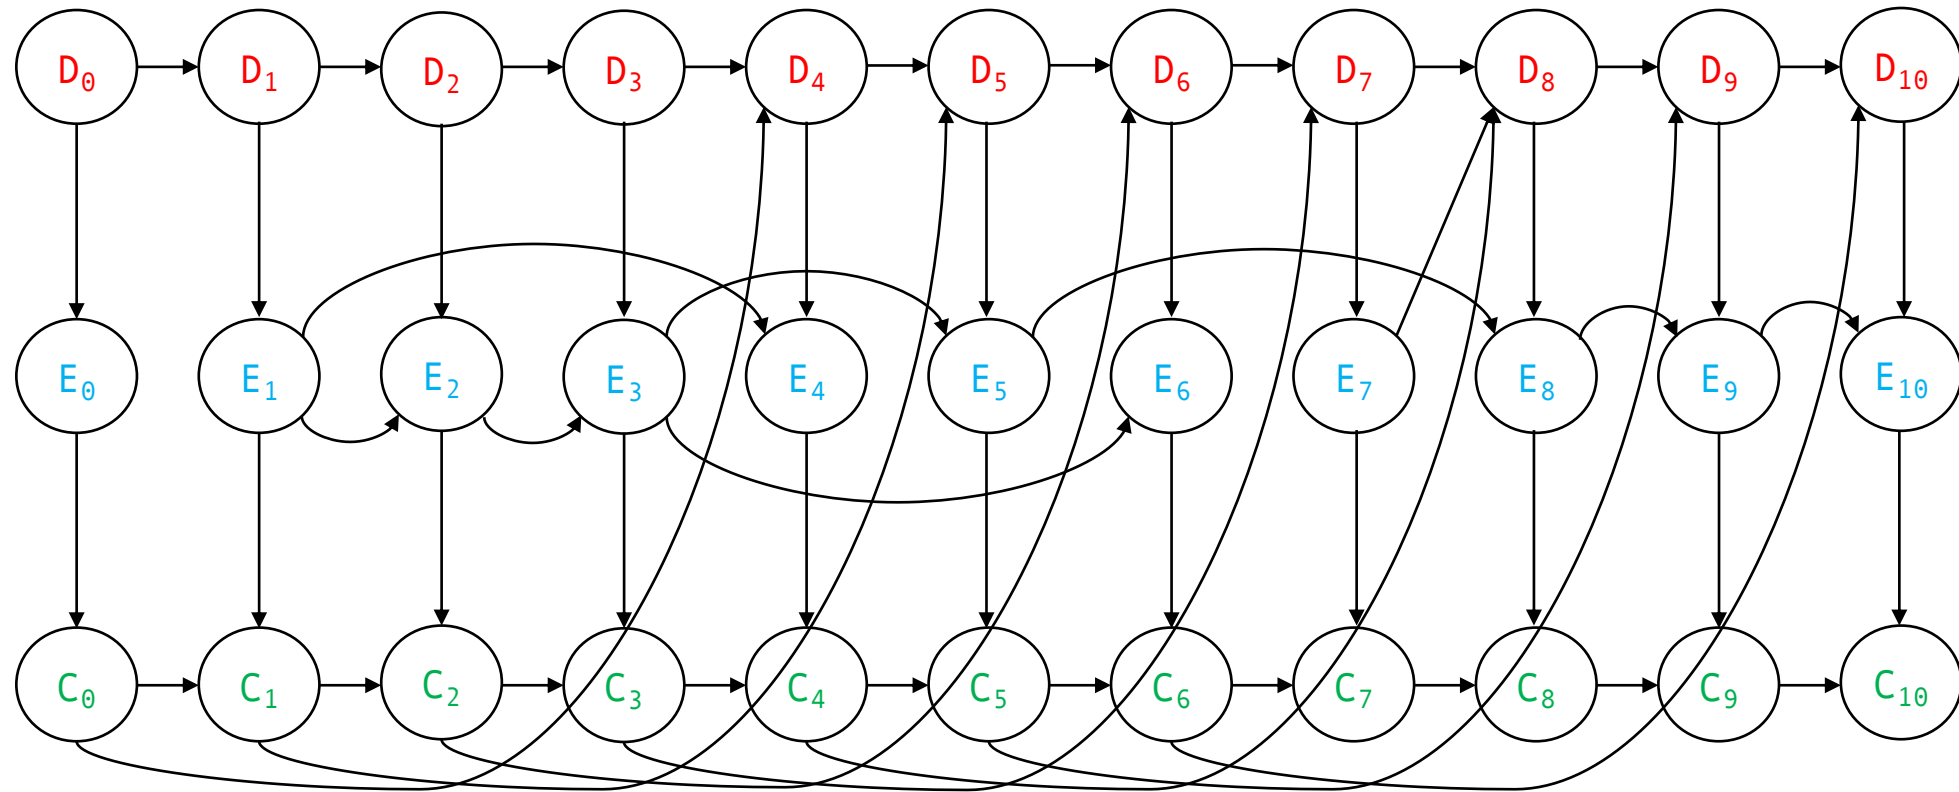 D₀ D₁ D₂ D₃ D₄ D₅ D₆ D₇ D₈ D₉ D₁₀
E₀ E₁ E₂ E₃ E₄ E₅ E₆ E₇ E₈ E₉ E₁₀
C₀ C₁ C₂ C₃ C₄ C₅ C₆ C₇ C₈ C₉ C₁₀